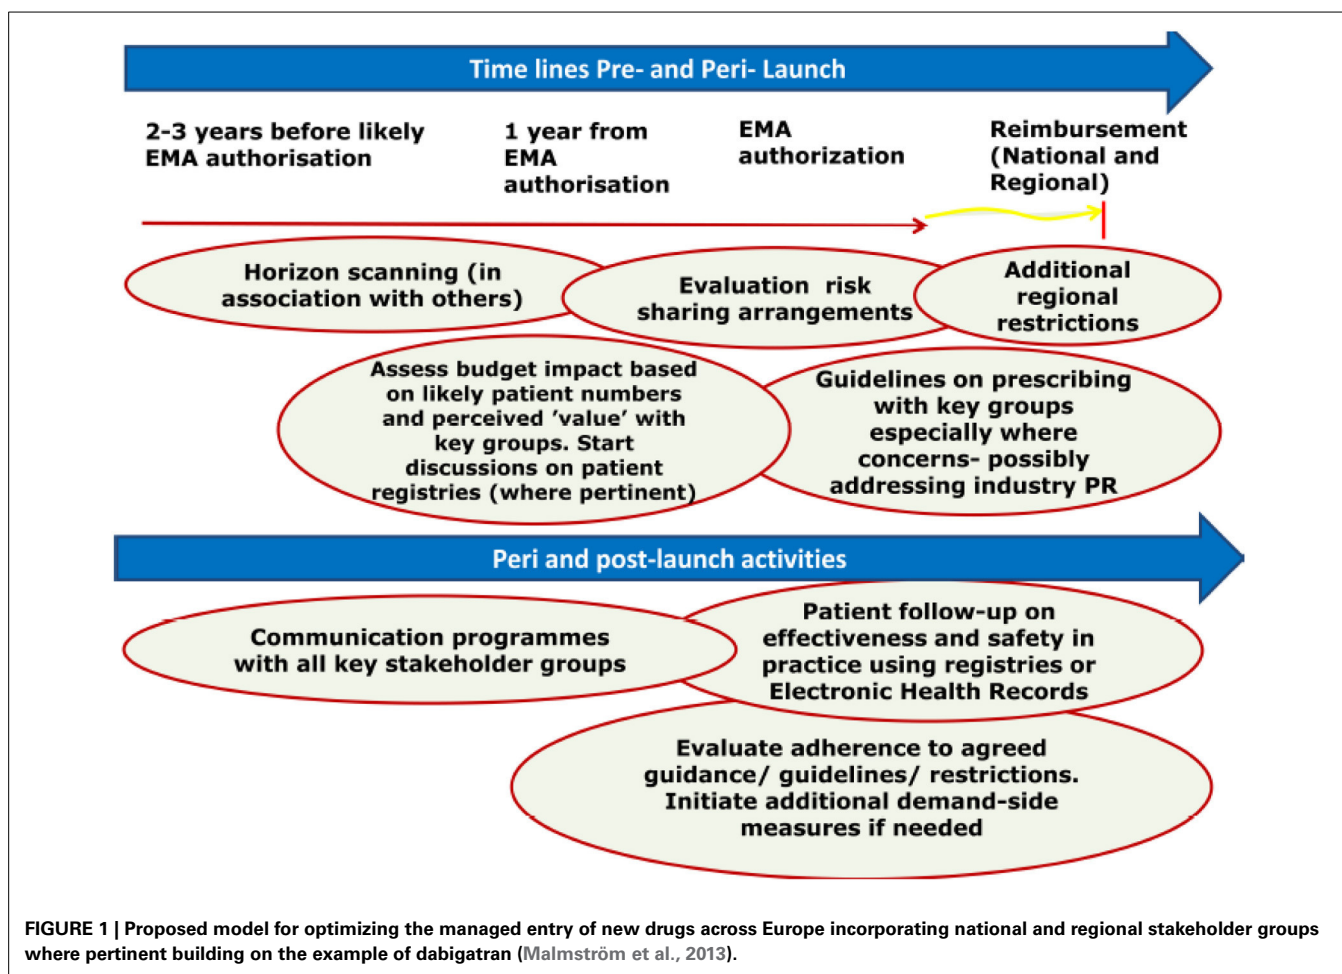 Time lines Pre- and Peri- Launch
2-3 years before likely
EMA authorisation
1 year from
EMA
authorisation
EMA
authorization
Reimbursement
(National and
Regional)
Horizon scanning (in
association with others)
Evaluation risk
sharing arrangements
Additional
regional
restrictions
Assess budget impact based
on likely patient numbers
and perceived ’value’ with
key groups. Start
discussions on patient
registries (where pertinent)
Guidelines on prescribing
with key groups
especially where
concerns- possibly
addressing industry PR
Peri and post-launch activities
Communication programmes
with all key stakeholder groups
Patient follow-up on
effectiveness and safety in
practice using registries or
Electronic Health Records
Evaluate adherence to agreed
guidance/ guidelines/ restrictions.
Initiate additional demand-side
measures if needed
FIGURE 1 | Proposed model for optimizing the managed entry of new drugs across Europe incorporating national and regional stakeholder groups
where pertinent building on the example of dabigatran (Malmström et al., 2013).